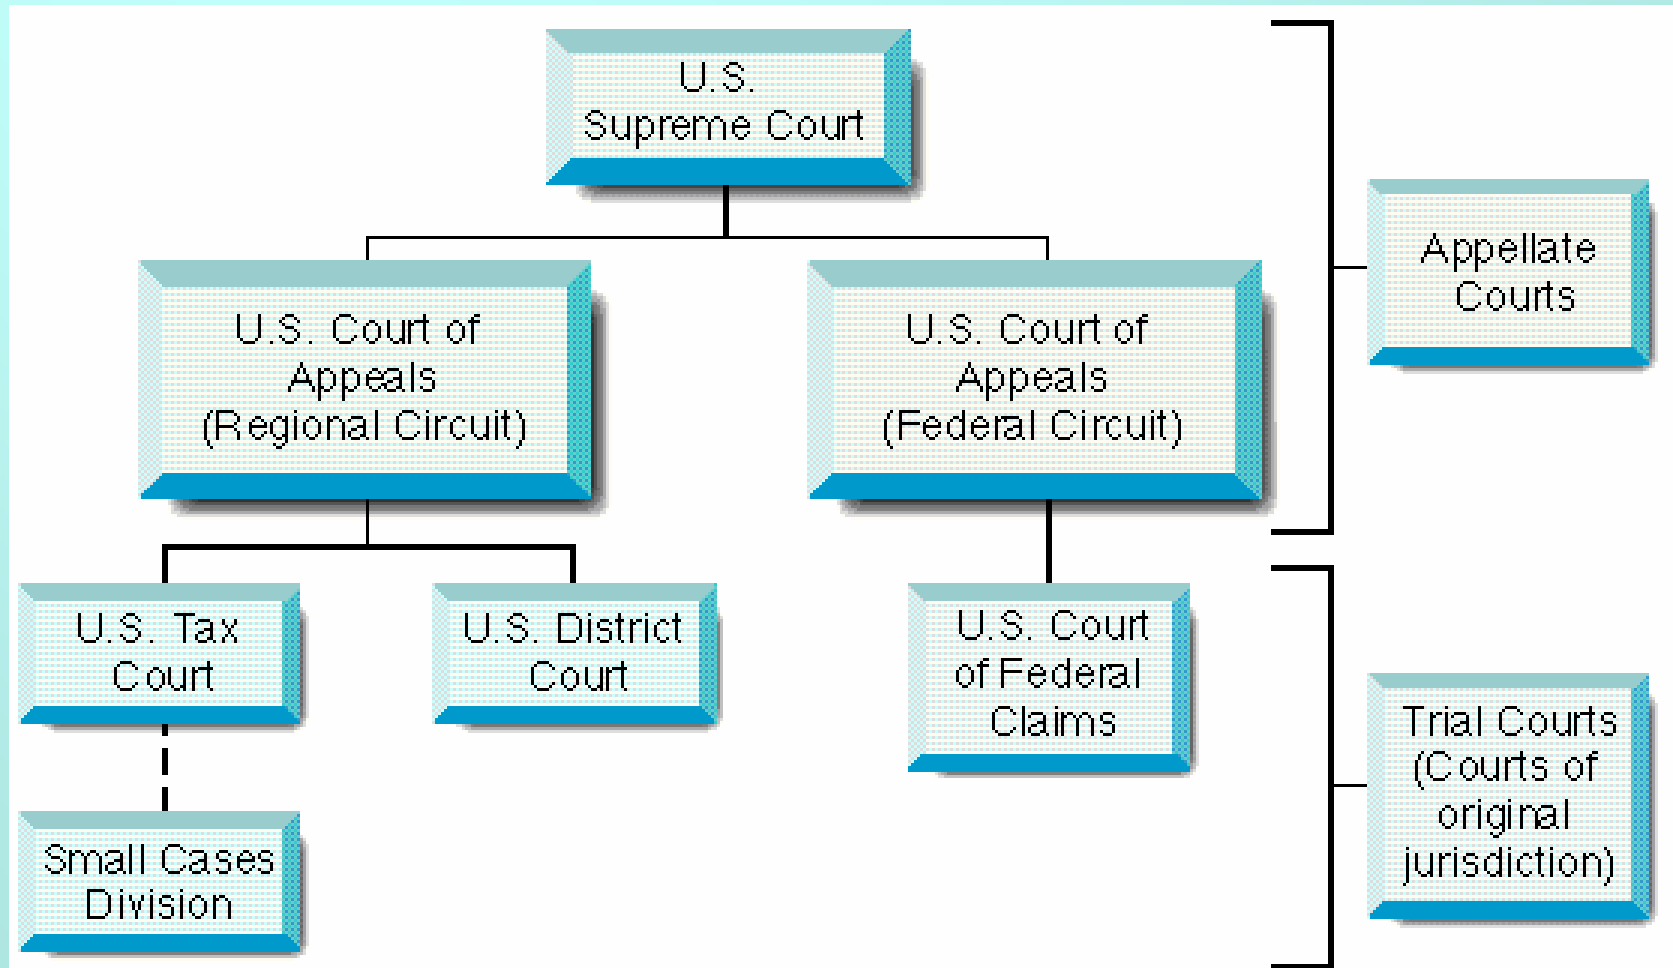 U.S.
Supreme Court
Appellate
Courts
U.S. Court of
Appeals
(Regional Circuit)
U.S. Court of
Appeals
(Federal Circuit)
U.S. Tax
Court
U.S. District
Court
U.S. Court
of Federal
Claims
Trial Courts
(Courts of
original
jurisdiction)
Small Cases
Division